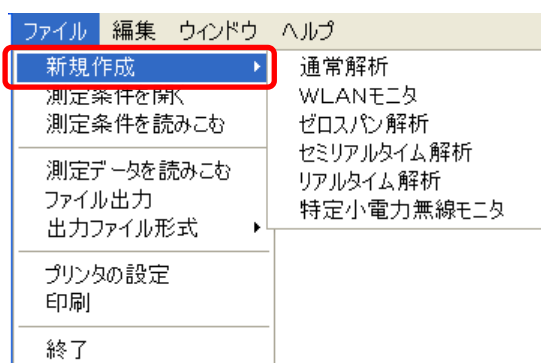 ファイル 編集 ウィンドウ ヘルプ
新規作成
測定条件を開く
測定条件を読みこむ
測定データを読みこむ
ファイル出力
出力ファイル形式
プリンタの設定
印刷
終了
通常解析
WLANモニタ
ゼロスパン解析
セミリアルタイム解析
リアルタイム解析
特定小電力無線モニタ